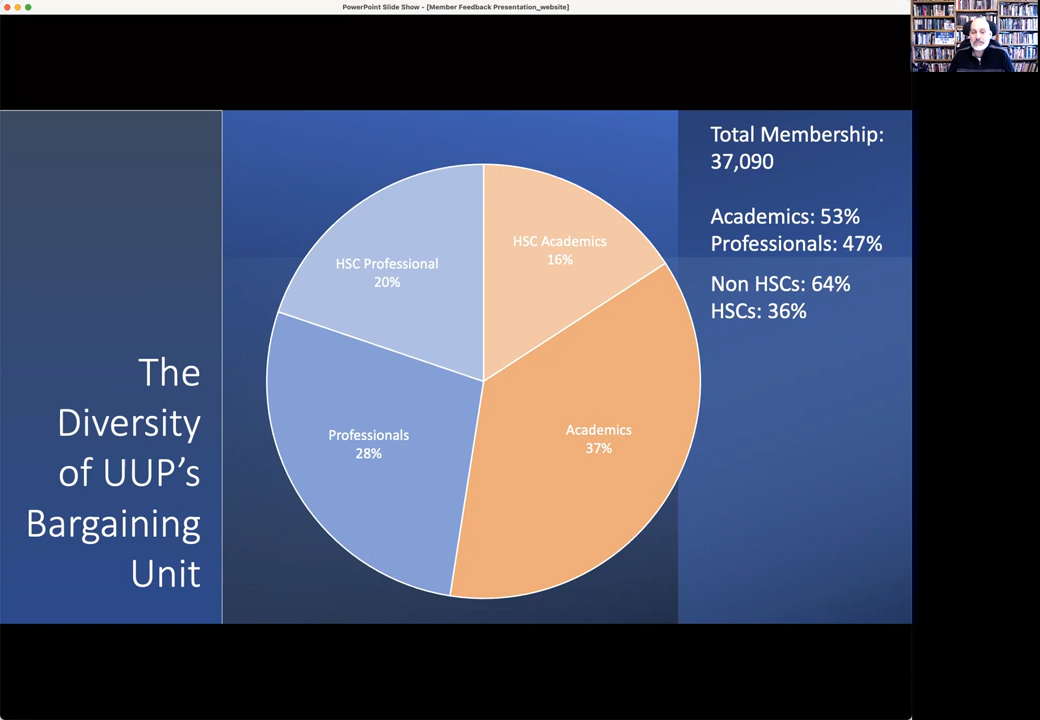 PowerPoint Slide Show - [Member Feedback Presentation_website]
The
Diversity
of UUP’s
Bargaining
Unit
HSC Academics
16%
HSC Professional
20%
Academics
37%
Professionals
28%
Total Membership:
37,090
Academics: 53%
Professionals: 47%
Non HSCs: 64%
HSCs: 36%